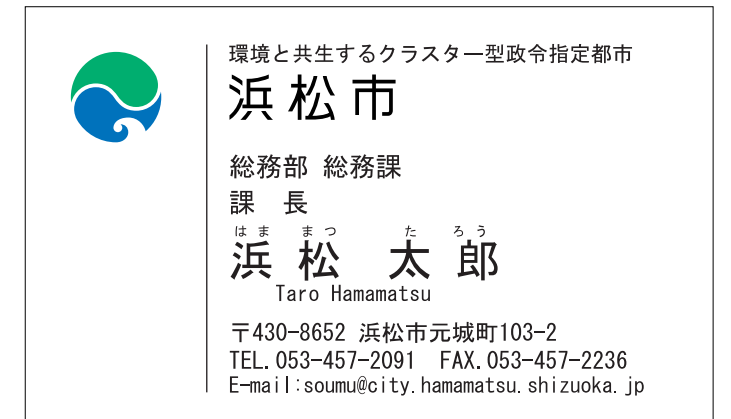 環境と共生するクラスター型政令指定都市
浜松市
総務部 総務課
課 長
はま まつ た ろう
浜 松 太 郎
Taro Hamamatsu
〒430-8652 浜松市元城町103-2
TEL.053-457-2091 FAX.053-457-2236
E-mail:soumu@city.hamamatsu.shizuoka.jp